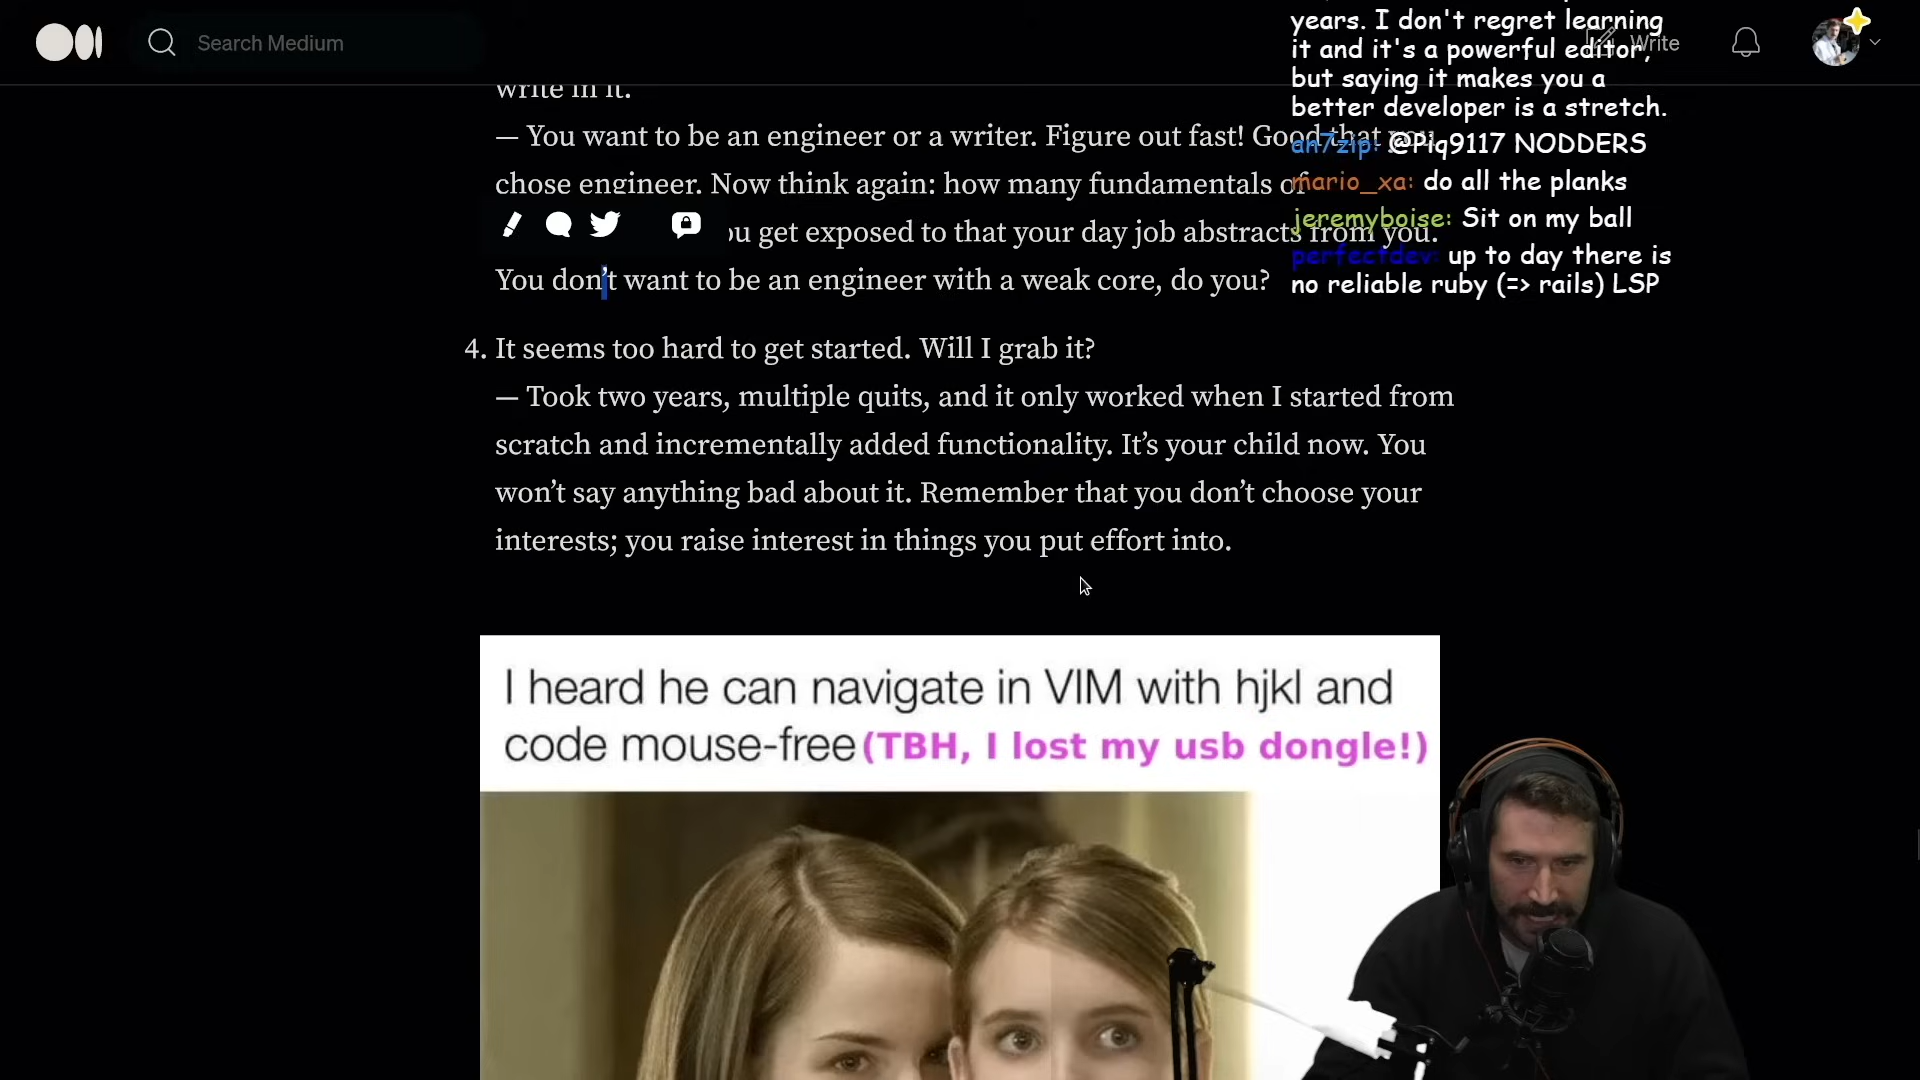 Search Medium
Write
write in it.
— You want to be an engineer or a writer. Figure out fast! Good that you
chose engineer. Now think again: how many fundamentals of
you get exposed to that your day job abstracts from you.
You don’t want to be an engineer with a weak core, do you?
4. It seems too hard to get started. Will I grab it?
— Took two years, multiple quits, and it only worked when I started from
scratch and incrementally added functionality. It’s your child now. You
won’t say anything bad about it. Remember that you don’t choose your
interests; you raise interest in things you put effort into.
I heard he can navigate in VIM with hjkl and
code mouse-free (TBH, I lost my usb dongle!)
years. I don't regret learning
it and it's a powerful editor,
but saying it makes you a
better developer is a stretch.
an7zip: @Piq9117 NODDERS
mario_xa: do all the planks
jeremyboise: Sit on my ball
perfectdev: up to day there is
no reliable ruby (=> rails) LSP